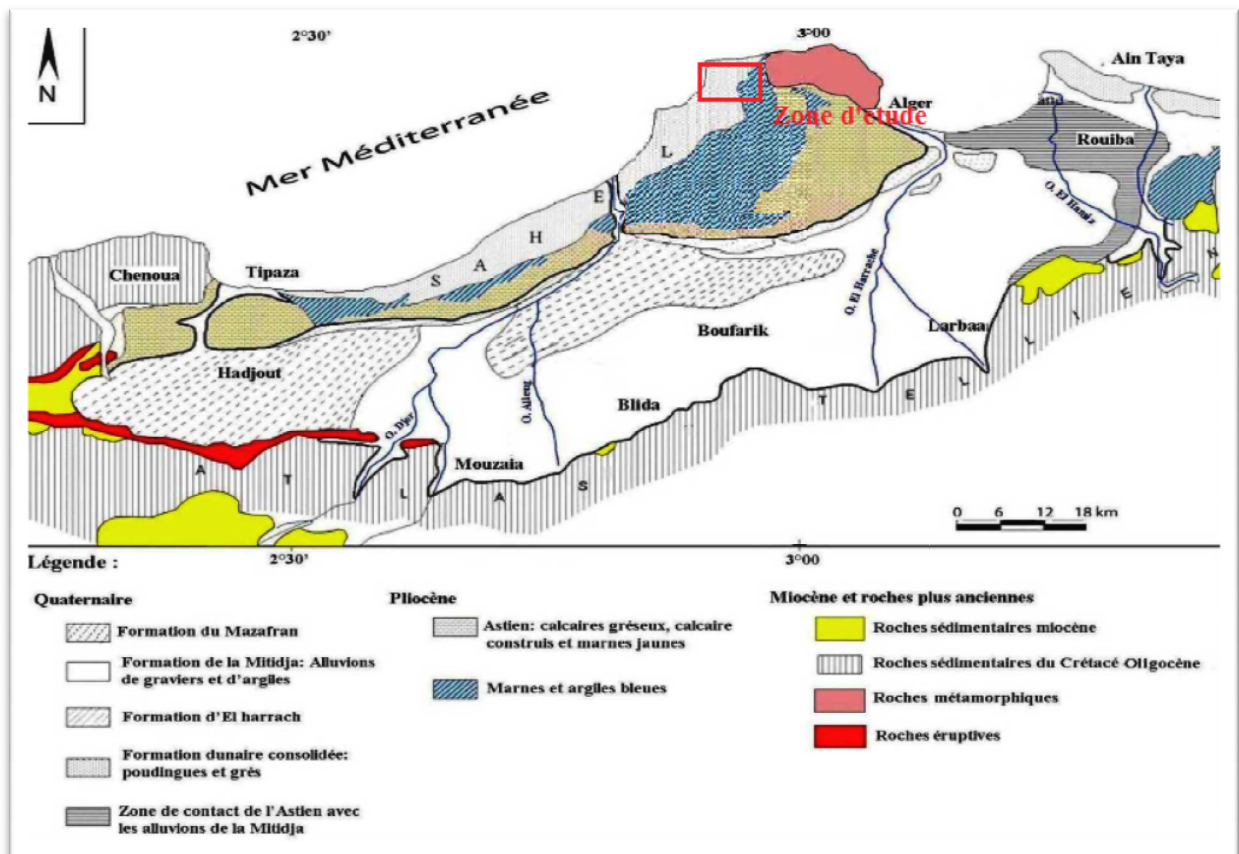 2°30'
3°00
Ain Taya
N
Mer Méditerranée
Alger
Zone d'étude
Rouiba
O. El Hamiz
S A H E L
Chenoua
Tipaza
O. El Harrache
Larbaa
Boufarik
Hadjout
Blida
O. Djer
Mouzaia
A T L A S
T E L L I E N
0 6 12 18 km
2°30'
3°00
Légende :
Quaternaire
Formation du Mazafran
Formation de la Mitidja: Alluvions
de graviers et d'argiles
Formation d'El harrach
Formation dunaire consolidée:
poudingues et grès
Zone de contact de l'Astien avec
les alluvions de la Mitidja
Pliocène
Astien: calcaires gréseux, calcaire
construis et marnes jaunes
Marnes et argiles bleues
Miocène et roches plus anciennes
Roches sédimentaires miocène
Roches sédimentaires du Crétacé-Oligocène
Roches métamorphiques
Roches éruptives